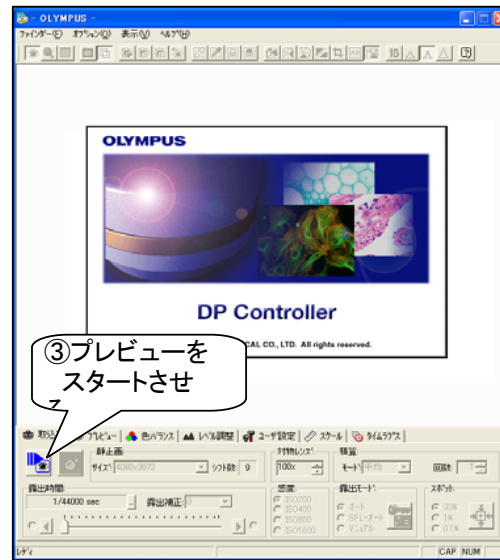 - OLYMPUS -
ファインダー(F) オプション(O) 表示(V) ヘルプ(H)
15
OLYMPUS
DP Controller
CAL CO., LTD. All rights reserved.
③プレビューを
スタートさせ
る
取込 プレビュー 色バランス レベル調整 ユーザ設定 スケール タイムラプス
静止画 対物レンズ 積算
サイズ: 4080x3072 シフト数: 9 100x モード: 平均 回数: 1
露出時間 感度 露出モード スポット
1/44000 sec 露出補正: 0 ISO200 オート 30%
ISO400 SFLオート 1%
ISO800 マニュアル 0.1%
ISO1600
レディ CAP NUM